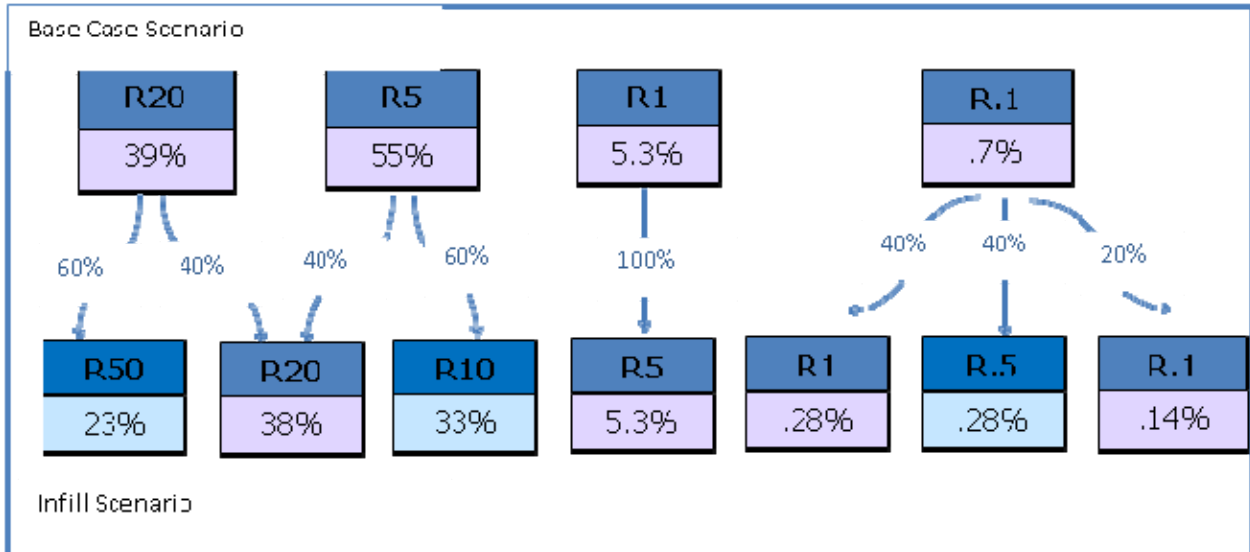 Base Case Scenario
R20 R5 R1 R.1
39% 55% 5.3% .7%
60% 40% 40% 60% 100% 40% 40% 20%
R50 R20 R10 R5 R1 R.5 R.1
23% 38% 33% 5.3% .28% .28% .14%
Infill Scenario